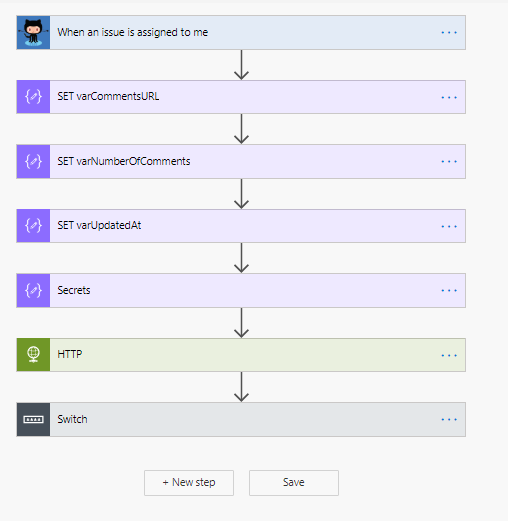 When an issue is assigned to me
SET varCommentsURL
SET varNumberOfComments
SET varUpdatedAt
Secrets
HTTP
Switch
+ New step
Save